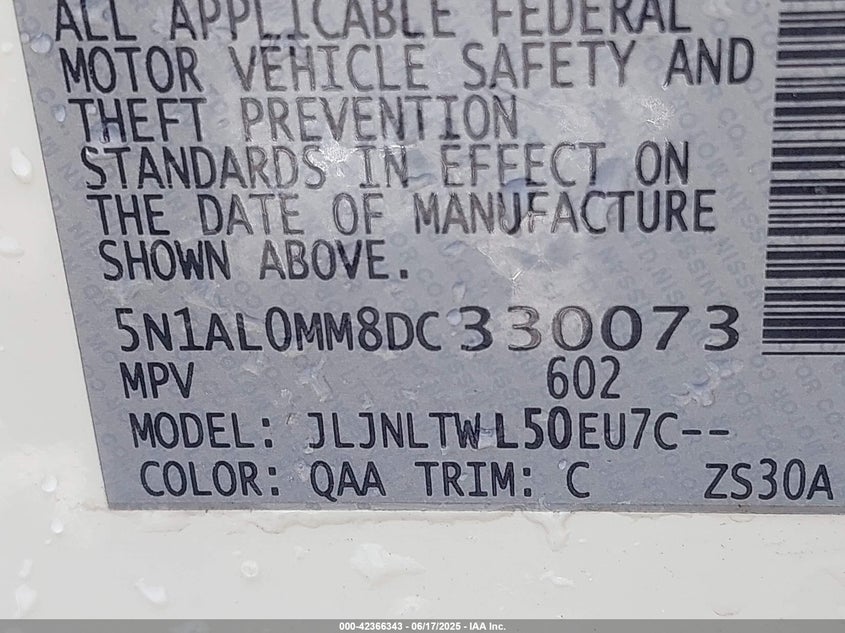 ALL APPLICABLE FEDERAL
MOTOR VEHICLE SAFETY AND
THEFT PREVENTION
STANDARDS IN EFFECT ON
THE DATE OF MANUFACTURE
SHOWN ABOVE.
5N1AL0MM8DC330073
MPV 602
MODEL: JLJNLTWL50EU7C--
COLOR: QAA TRIM: C ZS30A
000-42366343 - 06/17/2025 - IAA Inc.